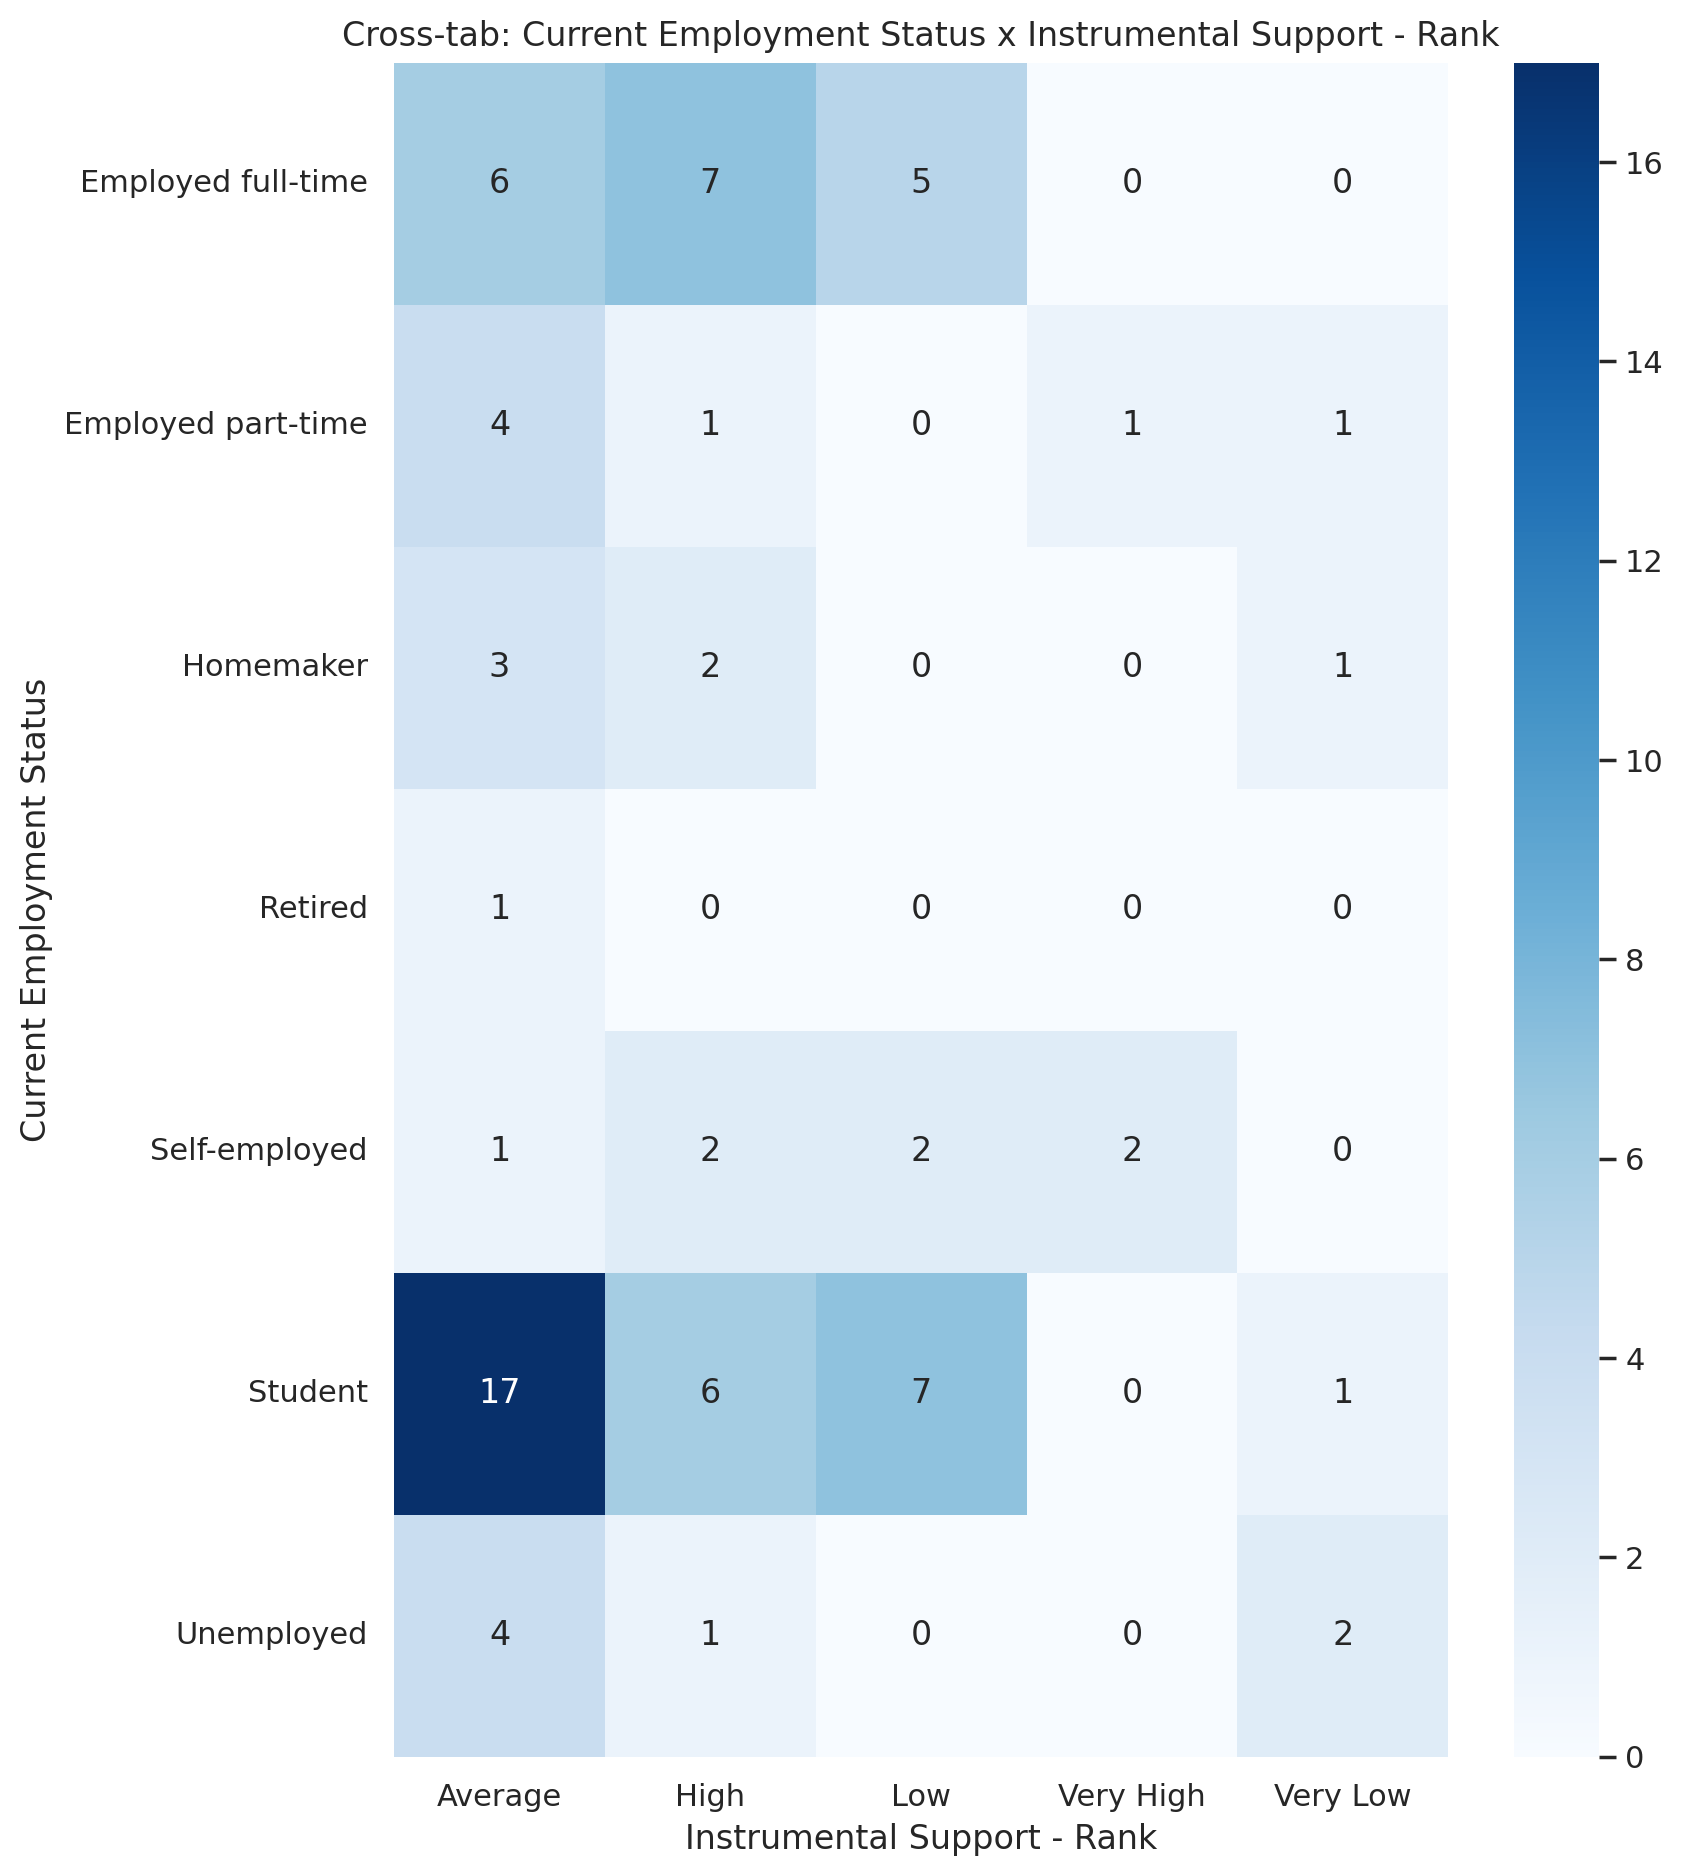 Cross-tab: Current Employment Status x Instrumental Support - Rank
Current Employment Status
Employed full-time 6 7 5 0 0
Employed part-time 4 1 0 1 1
Homemaker 3 2 0 0 1
Retired 1 0 0 0 0
Self-employed 1 2 2 2 0
Student 17 6 7 0 1
Unemployed 4 1 0 0 2
Average High Low Very High Very Low
Instrumental Support - Rank
16
14
12
10
8
6
4
2
0